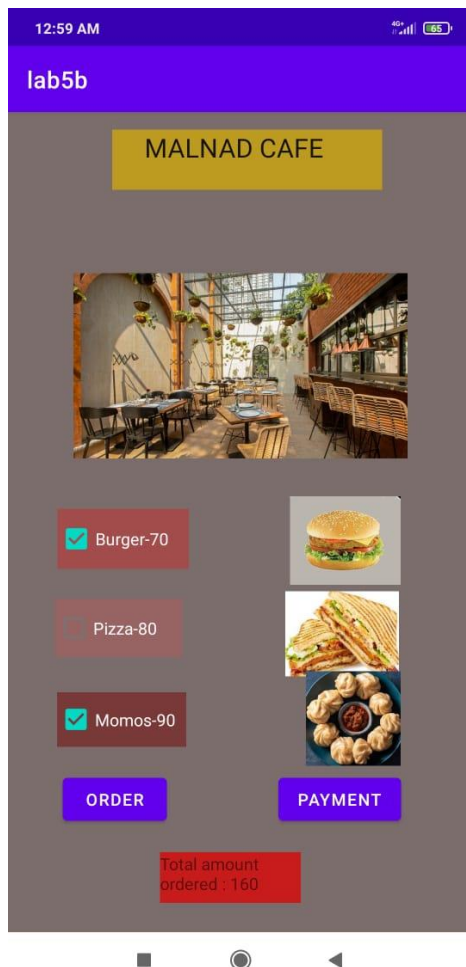 12:59 AM 4G+ 65
lab5b
MALNAD CAFE
Burger-70
Pizza-80
Momos-90
ORDER PAYMENT
Total amount
ordered : 160